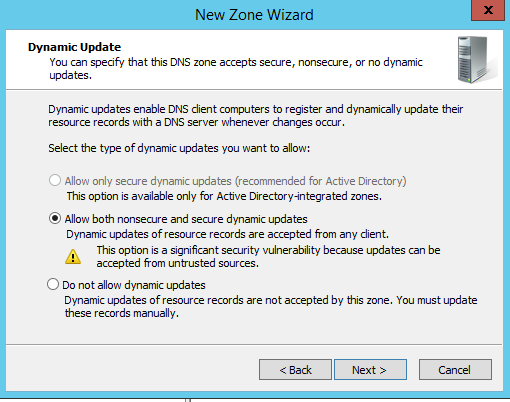 New Zone Wizard
x
Dynamic Update
You can specify that this DNS zone accepts secure, nonsecure, or no dynamic
updates.
Dynamic updates enable DNS client computers to register and dynamically update their
resource records with a DNS server whenever changes occur.
Select the type of dynamic updates you want to allow:
Allow only secure dynamic updates (recommended for Active Directory)
This option is available only for Active Directory-integrated zones.
Allow both nonsecure and secure dynamic updates
Dynamic updates of resource records are accepted from any client.
This option is a significant security vulnerability because updates can be
accepted from untrusted sources.
Do not allow dynamic updates
Dynamic updates of resource records are not accepted by this zone. You must update
these records manually.
< Back Next > Cancel